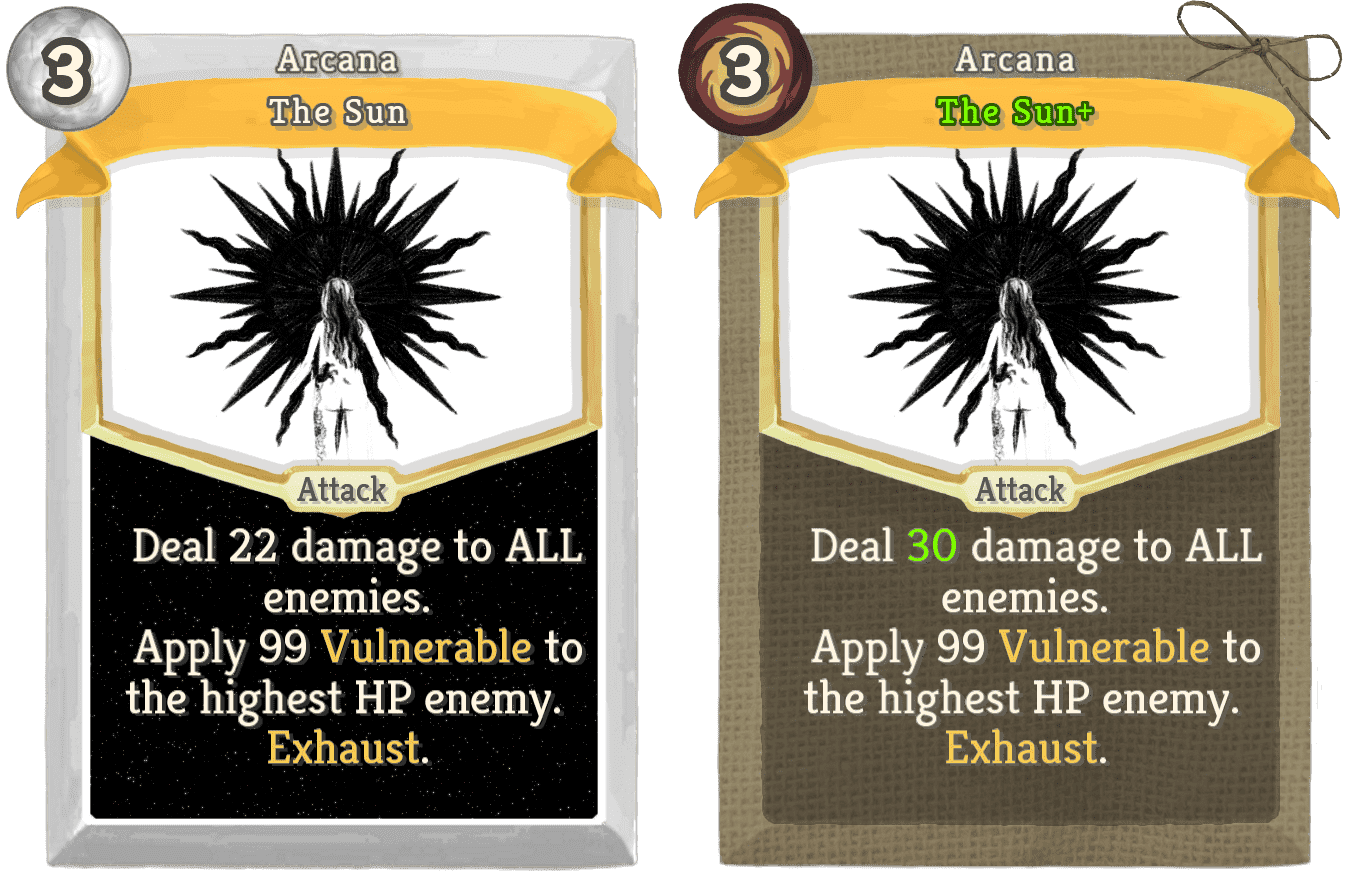 3
Arcana
The Sun
Attack
Deal 22 damage to ALL
enemies.
Apply 99 Vulnerable to
the highest HP enemy.
Exhaust.
3
Arcana
The Sun+
Attack
Deal 30 damage to ALL
enemies.
Apply 99 Vulnerable to
the highest HP enemy.
Exhaust.